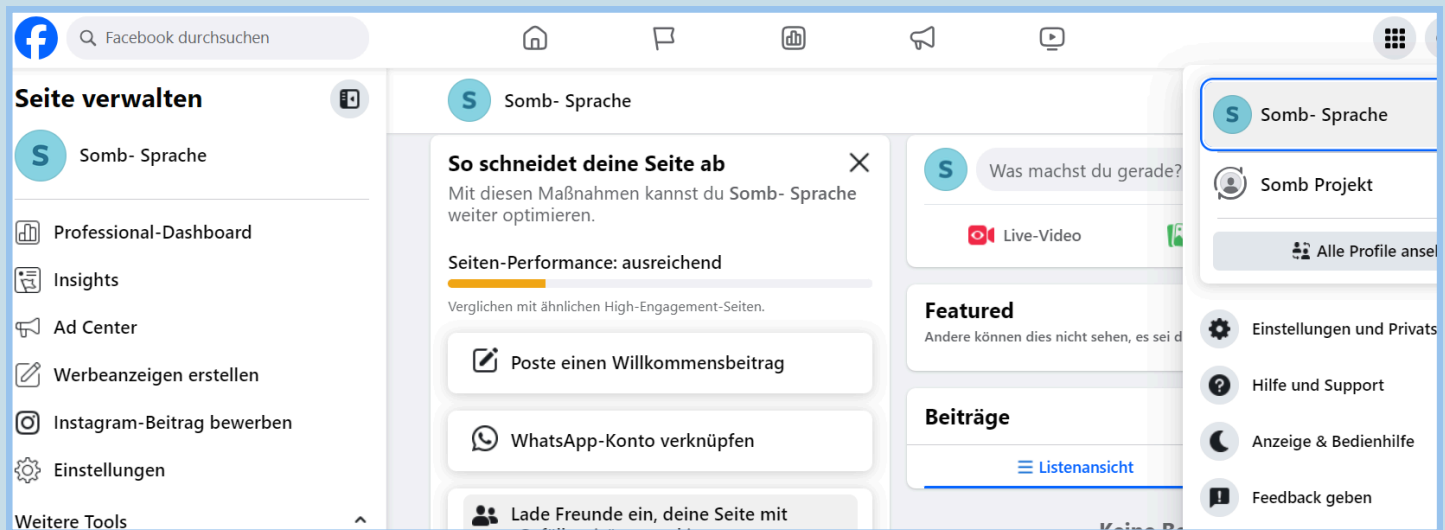 Facebook durchsuchen
Seite verwalten
S
Somb- Sprache
Professional-Dashboard
Insights
Ad Center
Werbeanzeigen erstellen
Instagram-Beitrag bewerben
Einstellungen
Weitere Tools
S
Somb- Sprache
So schneidet deine Seite ab
Mit diesen Maßnahmen kannst du Somb- Sprache
weiter optimieren.
Seiten-Performance: ausreichend
Verglichen mit ähnlichen High-Engagement-Seiten.
Poste einen Willkommensbeitrag
WhatsApp-Konto verknüpfen
Lade Freunde ein, deine Seite mit
S
Was machst du gerade?
Live-Video
Featured
Andere können dies nicht sehen, es sei
Beiträge
Listenansicht
Keine
S
Somb- Sprache
Somb Projekt
Alle Profile
Einstellungen und
Hilfe und Support
Anzeige & Bedienhilfe
Feedback geben